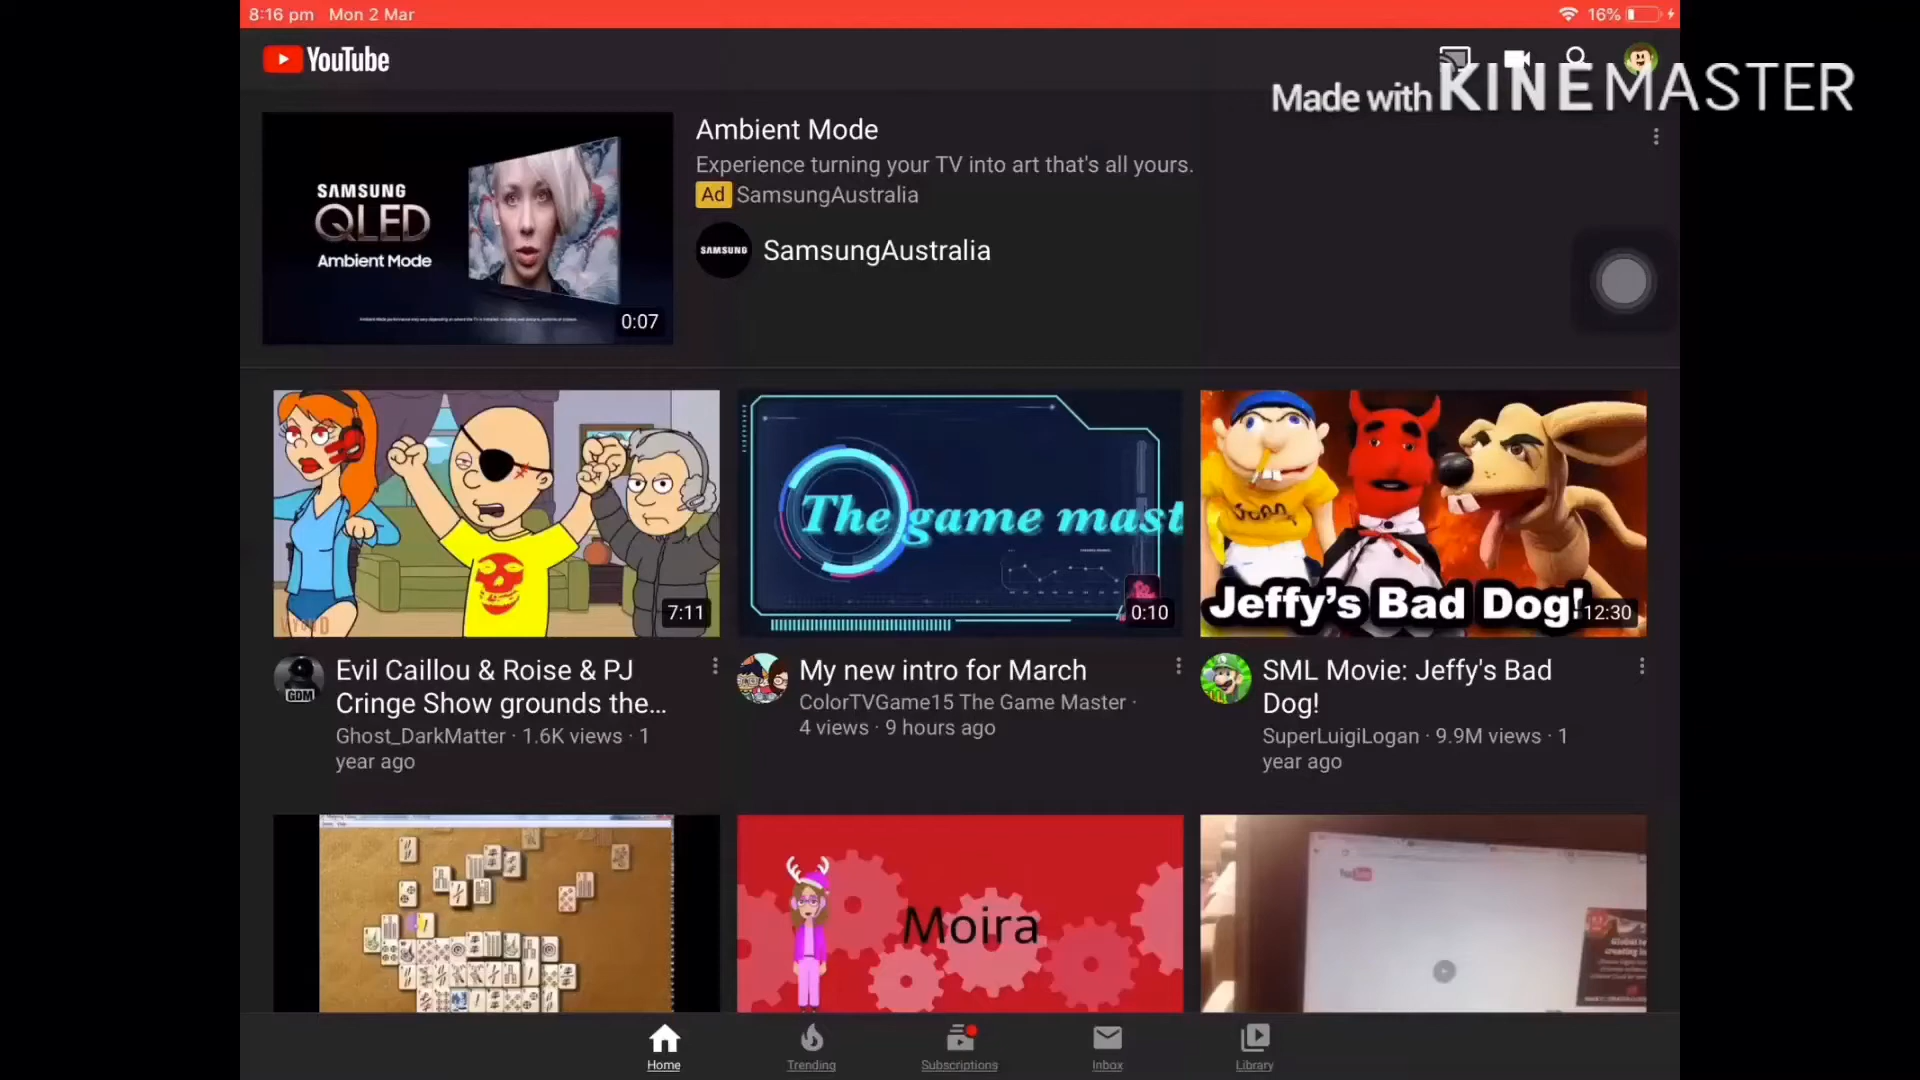 8:16 pm Mon 2 Mar
16%
YouTube
Made with KINEMASTER
SAMSUNG
QLED
Ambient Mode
0:07
Ambient Mode
Experience turning your TV into art that's all yours.
Ad SamsungAustralia
SAMSUNG SamsungAustralia
7:11
The game mast
0:10
Jeffy's Bad Dog!
12:30
GDM
Evil Caillou & Roise & PJ
Cringe Show grounds the...
Ghost_DarkMatter · 1.6K views · 1
year ago
My new intro for March
ColorTVGame15 The Game Master ·
4 views · 9 hours ago
SML Movie: Jeffy's Bad
Dog!
SuperLuigiLogan · 9.9M views · 1
year ago
Moira
YouTube
Home
Trending
Subscriptions
Inbox
Library